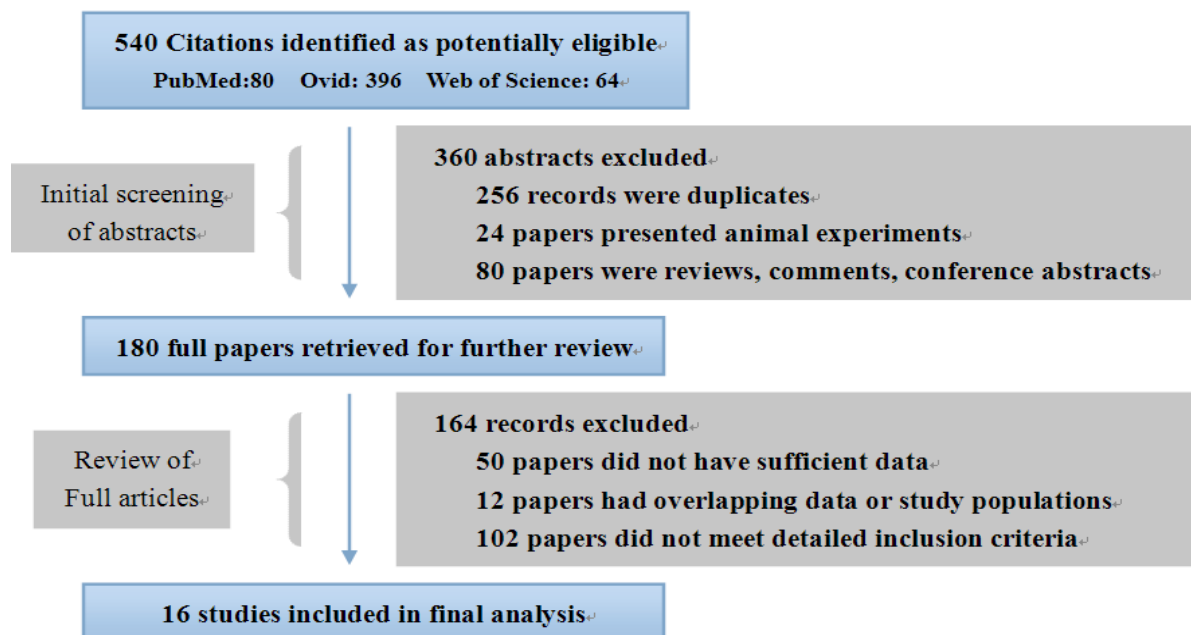 540 Citations identified as potentially eligible
PubMed:80 Ovid: 396 Web of Science: 64
360 abstracts excluded
256 records were duplicates
24 papers presented animal experiments
80 papers were reviews, comments, conference abstracts
Initial screening
of abstracts
180 full papers retrieved for further review
164 records excluded
50 papers did not have sufficient data
12 papers had overlapping data or study populations
102 papers did not meet detailed inclusion criteria
Review of
Full articles
16 studies included in final analysis